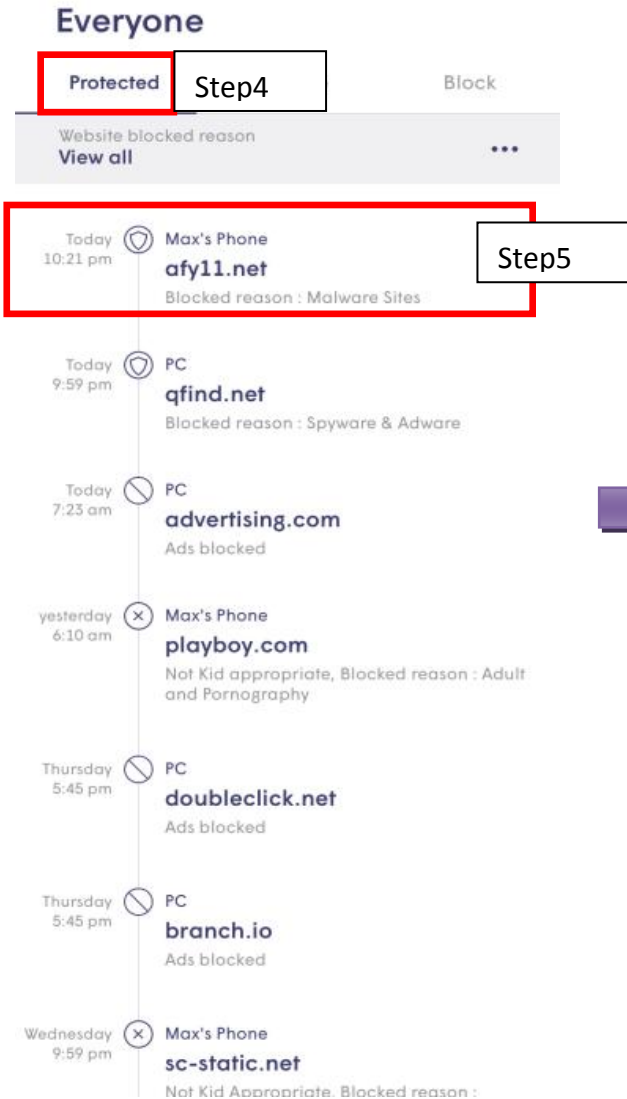 Everyone
Protected
Step4
Block
Website blocked reason
View all
Today
10:21 pm
Max's Phone
afy11.net
Blocked reason : Malware Sites
Step5
Today
9:59 pm
PC
qfind.net
Blocked reason : Spyware & Adware
Today
7:23 am
PC
advertising.com
Ads blocked
yesterday
6:10 am
Max's Phone
playboy.com
Not Kid appropriate, Blocked reason : Adult
and Pornography
Thursday
5:45 pm
PC
doubleclick.net
Ads blocked
Thursday
5:45 pm
PC
branch.io
Ads blocked
Wednesday
9:59 pm
Max's Phone
sc-static.net
Not Kid Appropriate, Blocked reason :